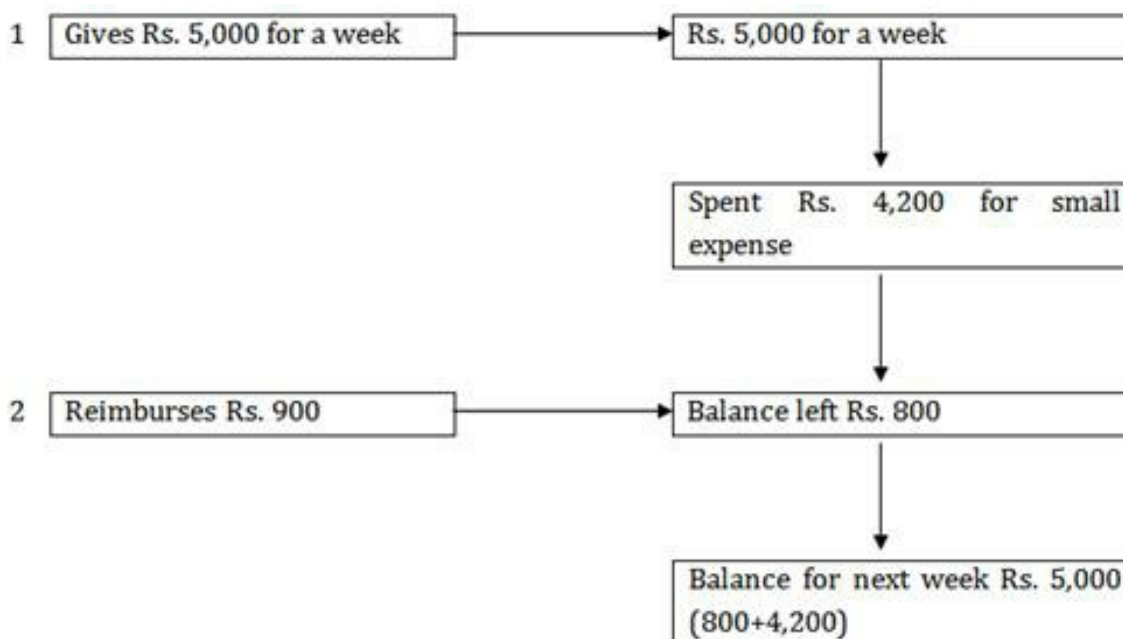 1 Gives Rs. 5,000 for a week Rs. 5,000 for a week
Spent Rs. 4,200 for small
expense
2 Reimburses Rs. 900 Balance left Rs. 800
Balance for next week Rs. 5,000
(800+4,200)